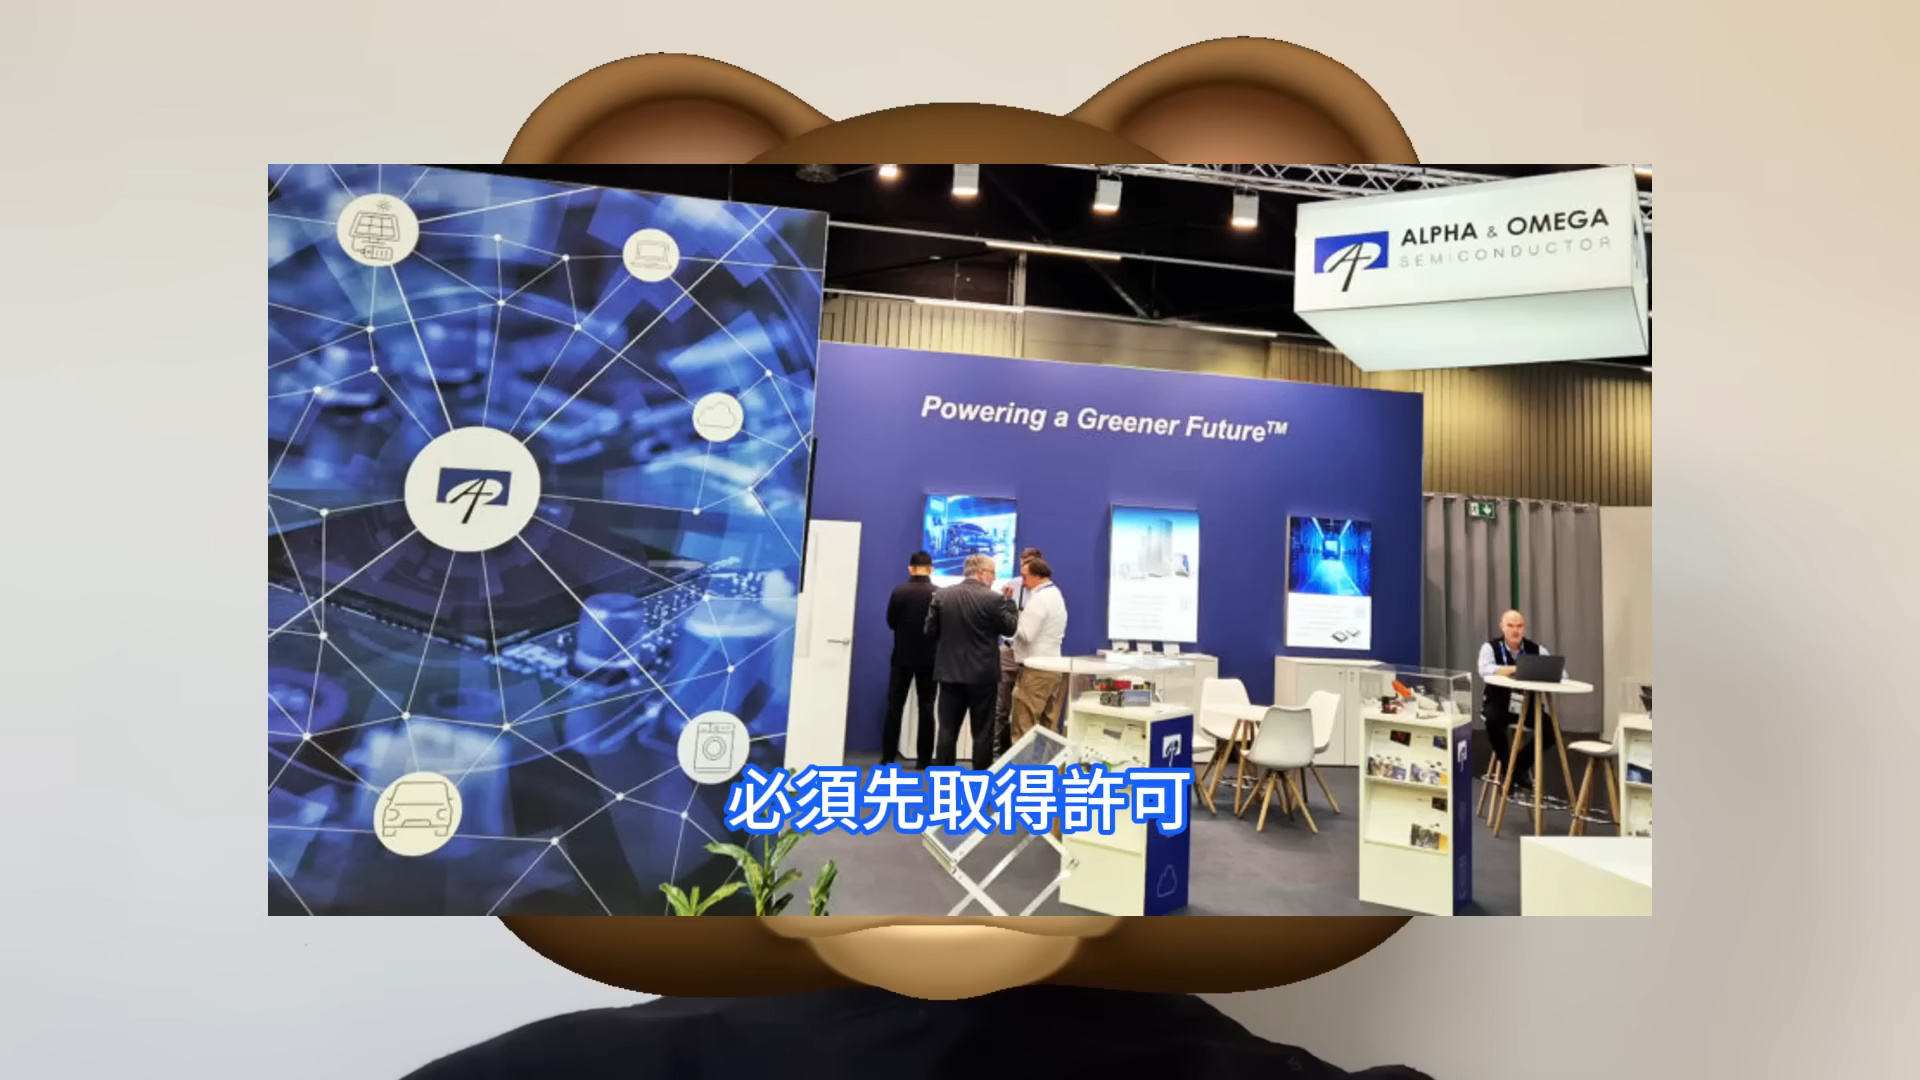 ALPHA & OMEGA
SEMICONDUCTOR
Powering a Greener Future™
必須先取得許可